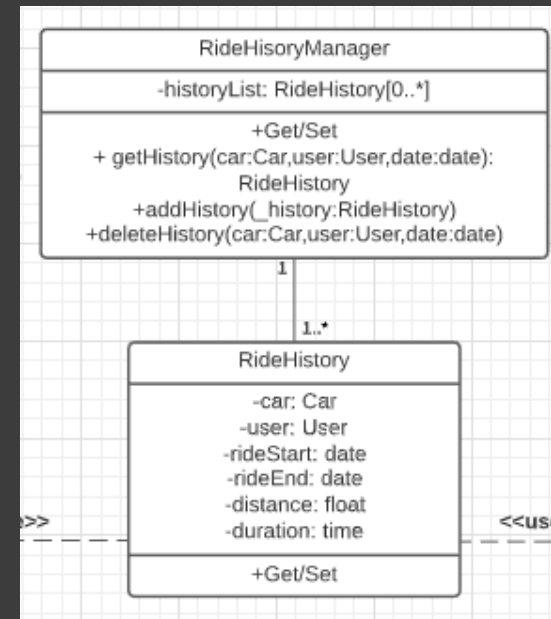 RideHisoryManager
-historyList: RideHistory[0..*]
+Get/Set
+ getHistory(car:Car,user:User,date:date):
RideHistory
+addHistory(_history:RideHistory)
+deleteHistory(car:Car,user:User,date:date)
1
1..*
RideHistory
-car: Car
-user: User
-rideStart: date
-rideEnd: date
-distance: float
-duration: time
>> <<us
+Get/Set